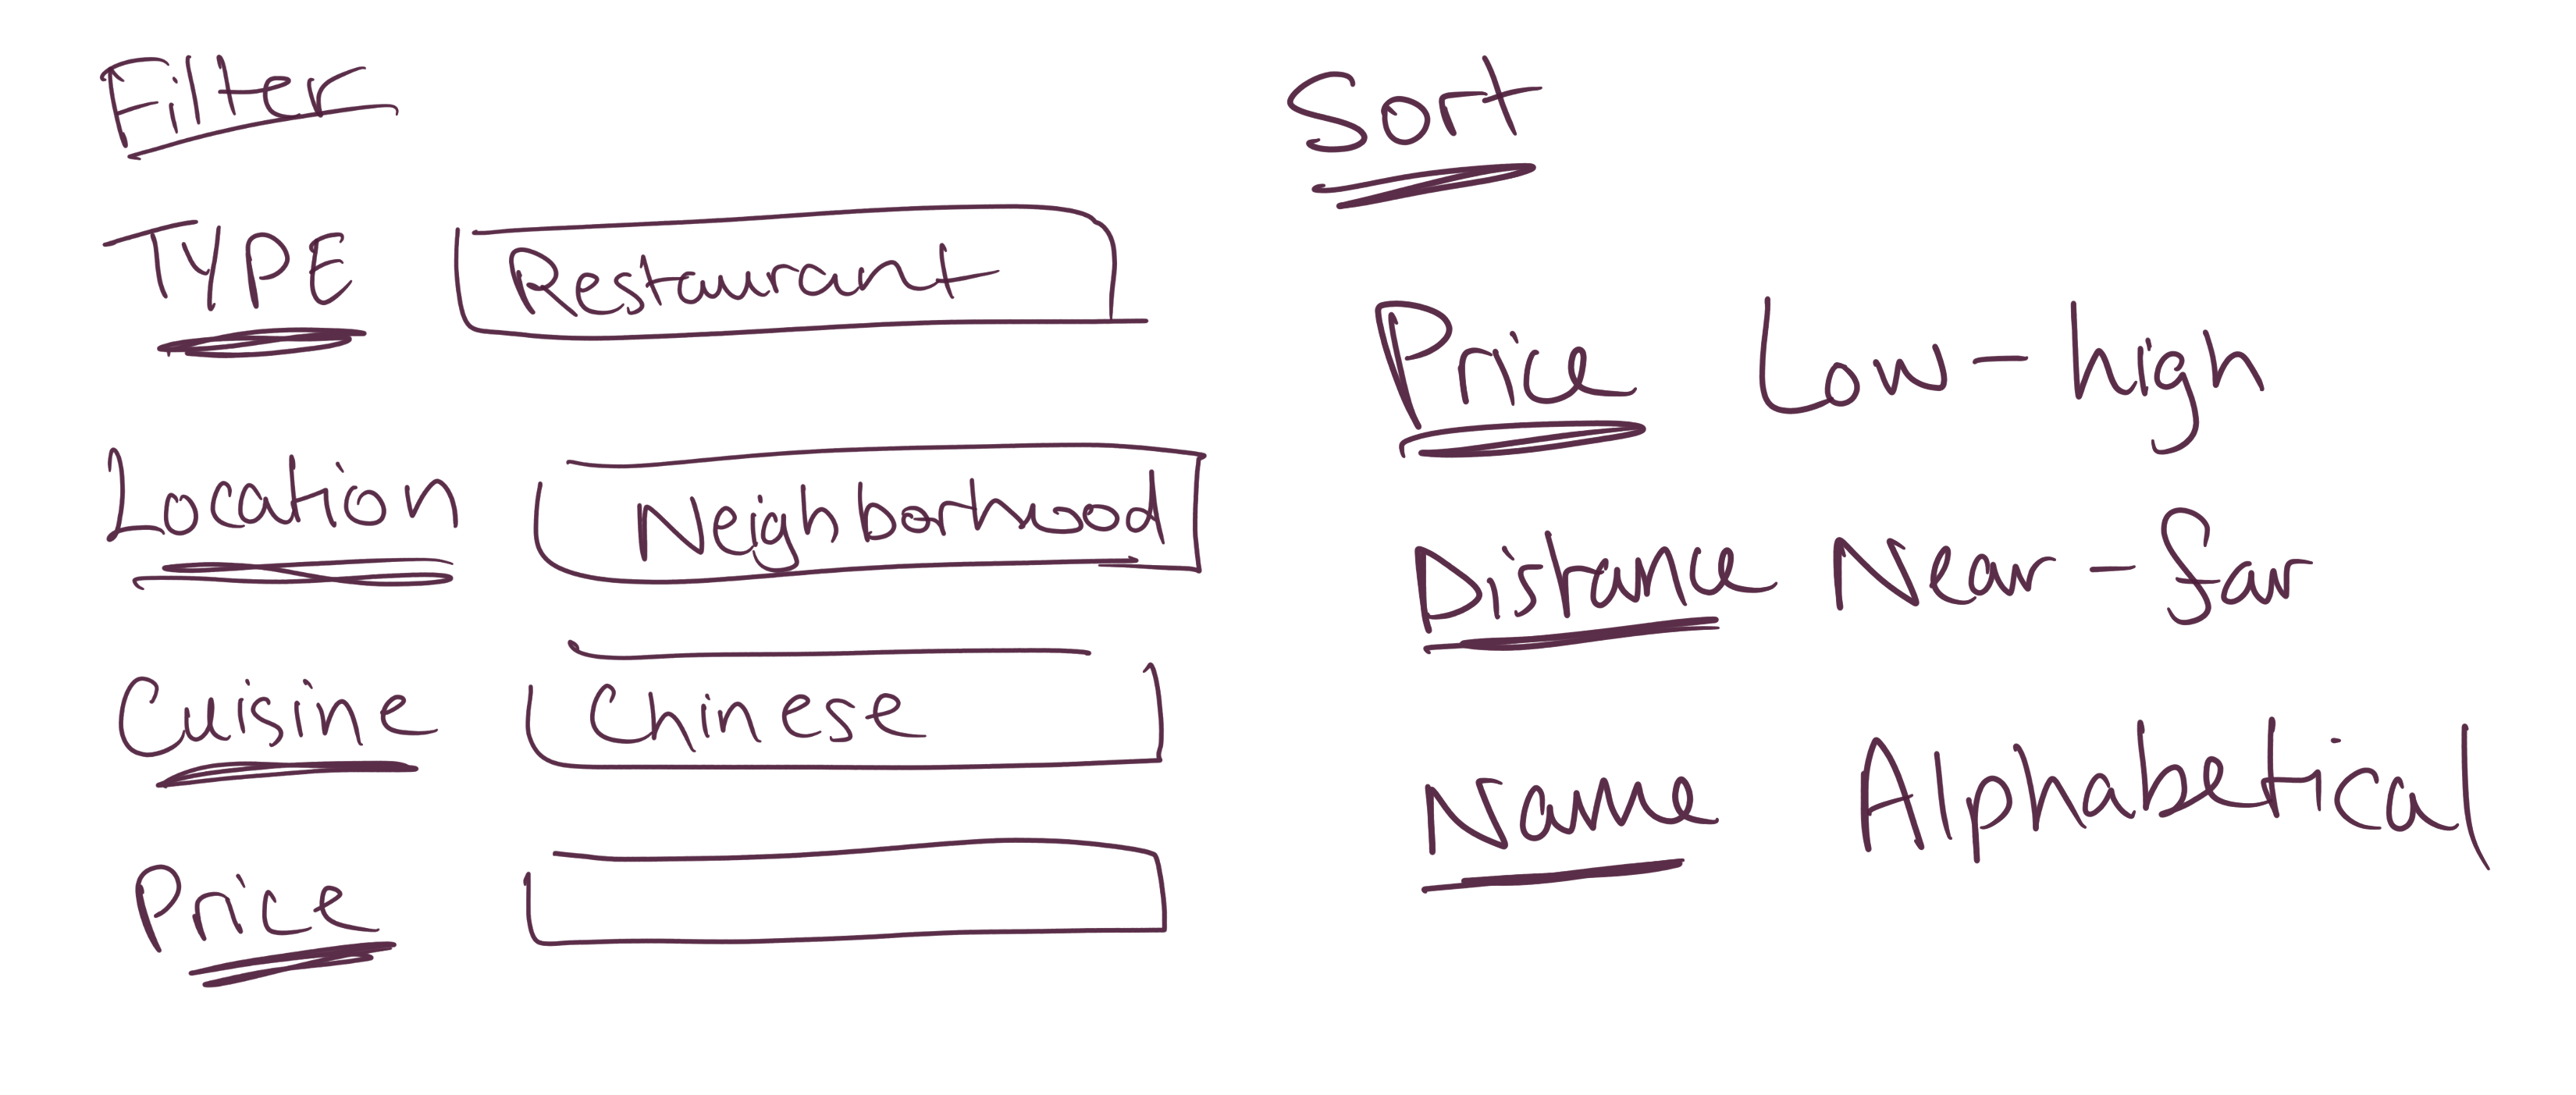 Filter
TYPE Restaurant
Location Neighborhood
Cuisine Chinese
Price
Sort
Price Low - high
Distance Near - far
Name Alphabetical